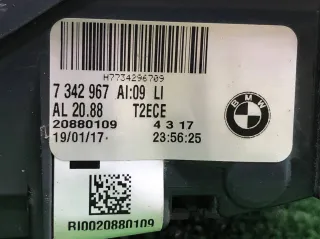 H7734296709
7 342 967 AI:09 LI
AL 20.88 T2ECE
20880109 4 3 17
19/01/17 23:56:25
BMW
RI0020880109